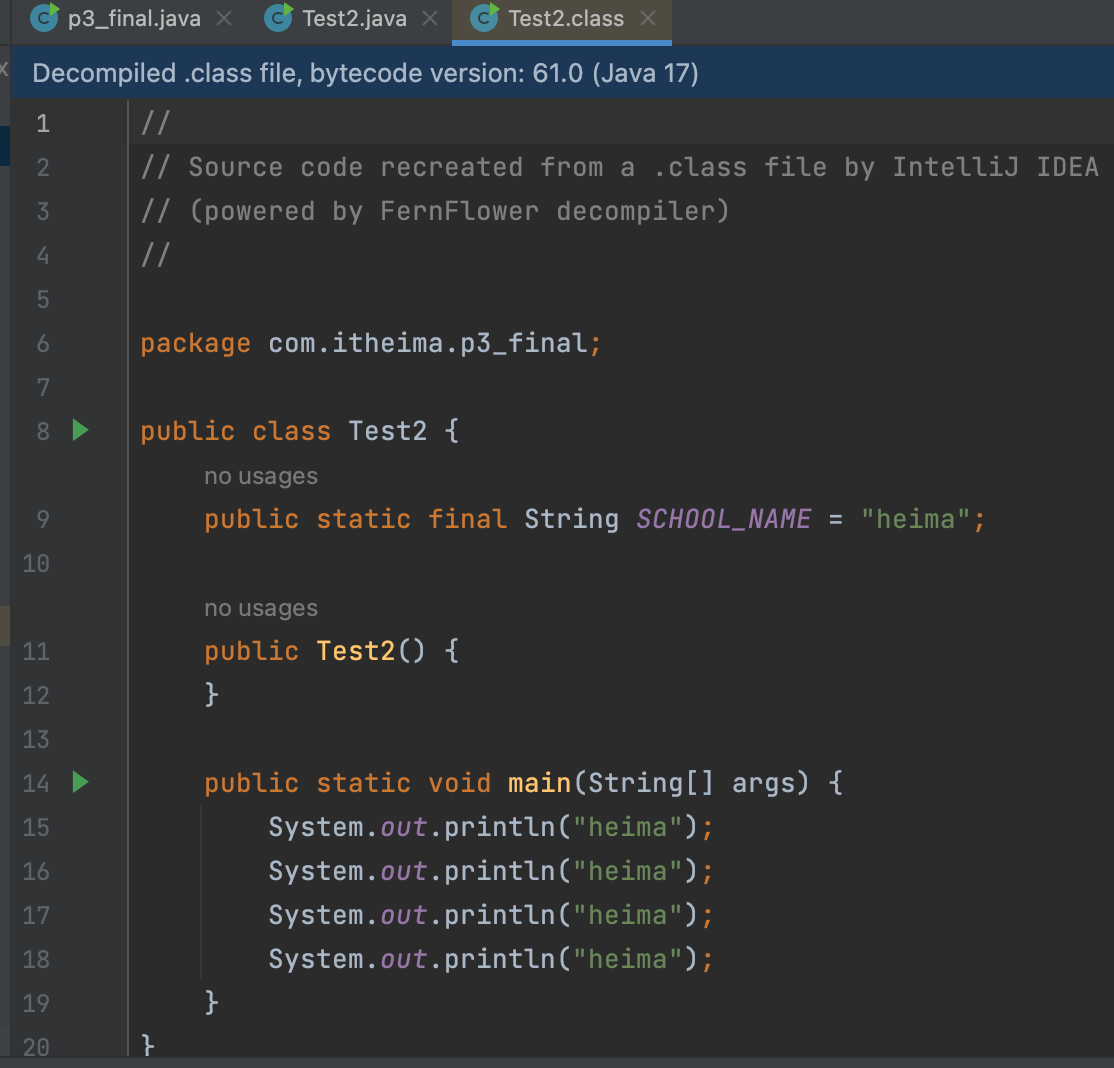 p3_final.java
Test2.java
Test2.class
x
Decompiled .class file, bytecode version: 61.0 (Java 17)
1 //
2 // Source code recreated from a .class file by IntelliJ IDEA
3 // (powered by FernFlower decompiler)
4 //
5
6 package com.itheima.p3_final;
7
8 public class Test2 {
no usages
9 public static final String SCHOOL_NAME = "heima";
10
no usages
11 public Test2() {
12 }
13
14 public static void main(String[] args) {
15 System.out.println("heima");
16 System.out.println("heima");
17 System.out.println("heima");
18 System.out.println("heima");
19 }
20 }